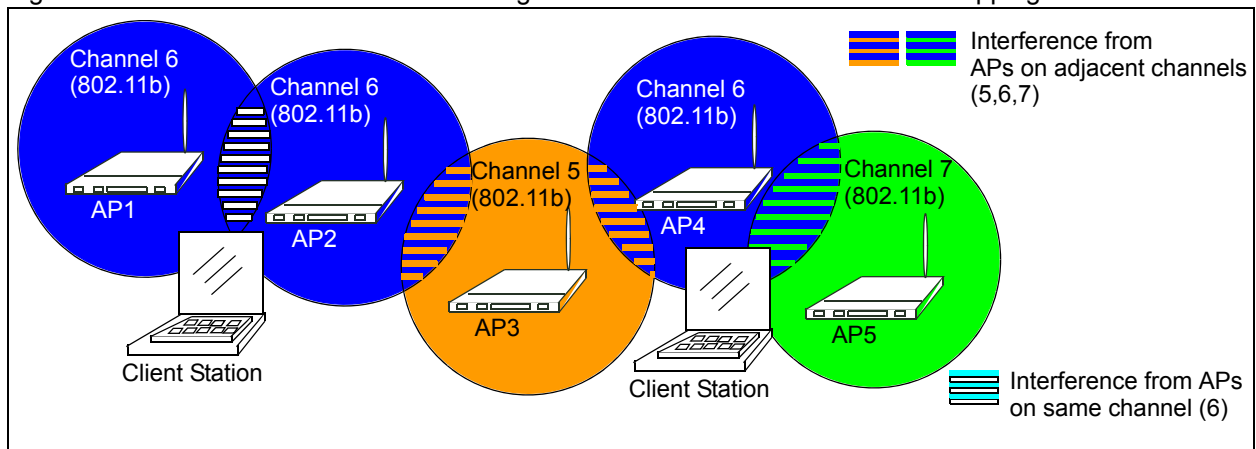 Channel 6
(802.11b)
AP1
Channel 6
(802.11b)
AP2
Channel 5
(802.11b)
AP3
Channel 6
(802.11b)
AP4
Channel 7
(802.11b)
AP5
Client Station
Client Station
Interference from
APs on adjacent channels
(5,6,7)
Interference from APs
on same channel (6)